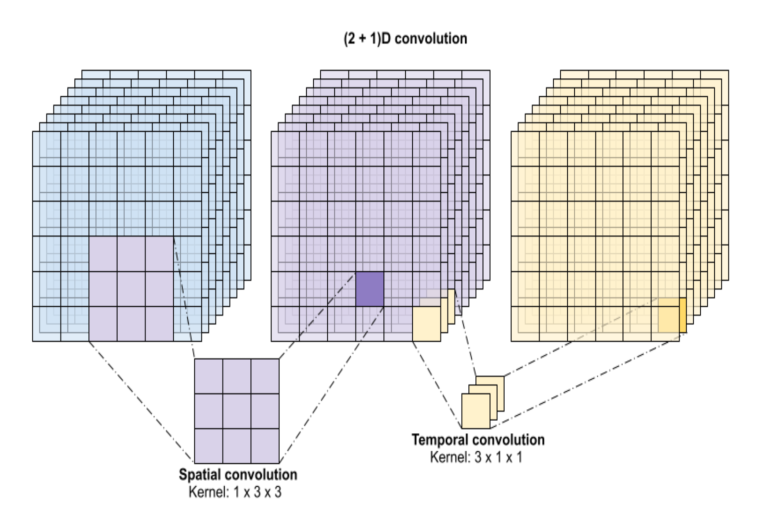 (2 + 1)D convolution
Temporal convolution
Kernel: 3 x 1 x 1
Spatial convolution
Kernel: 1 x 3 x 3